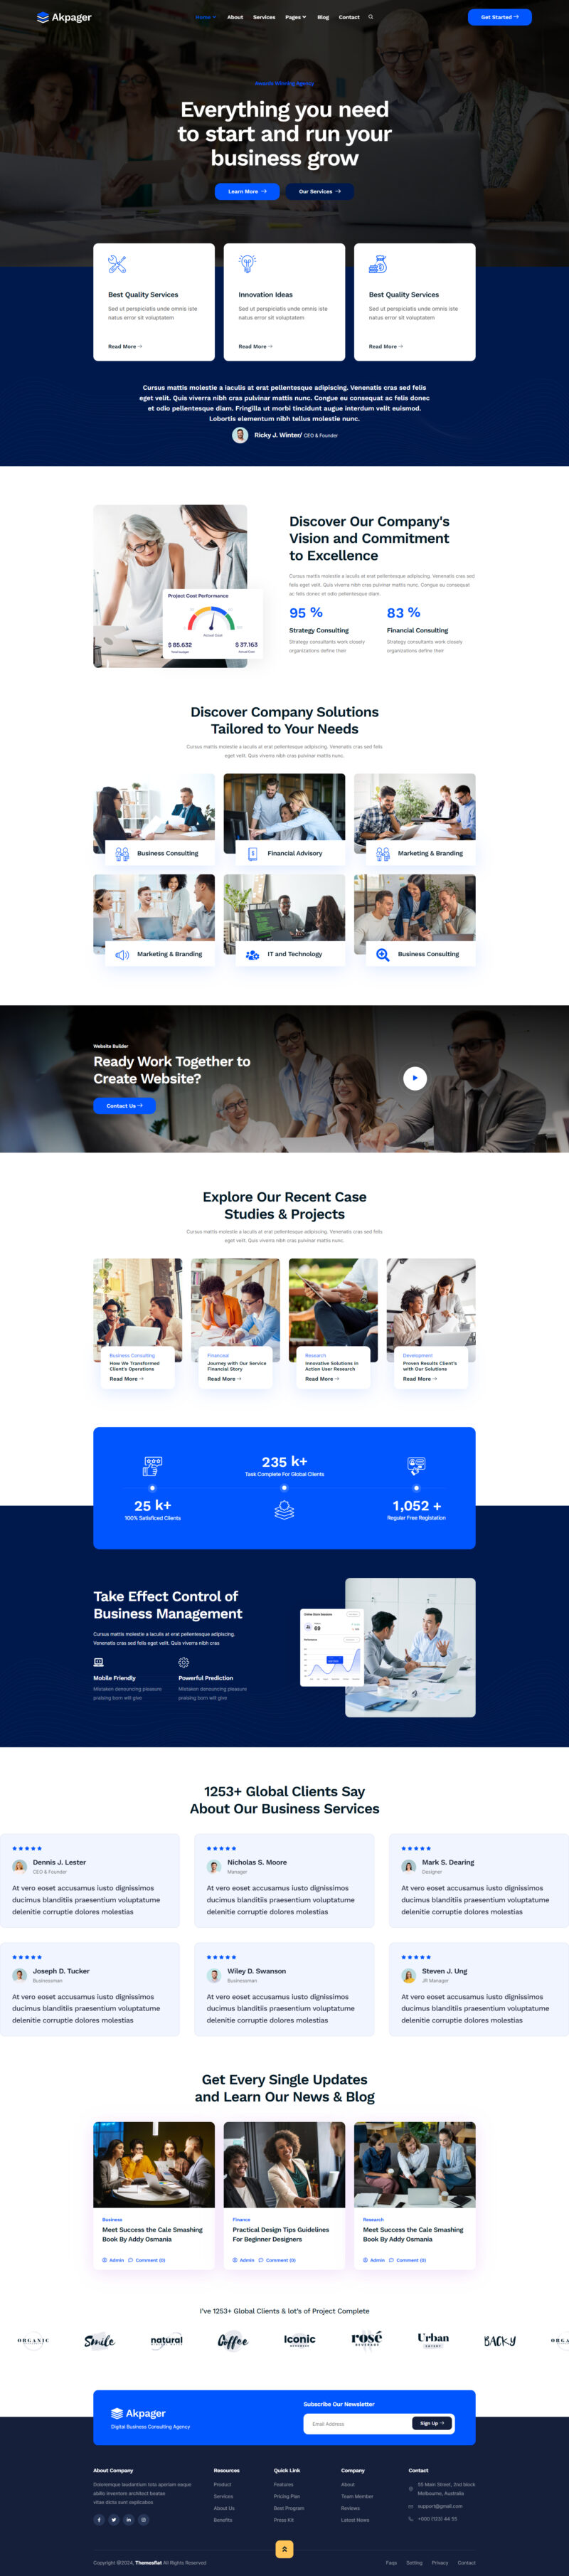 Akpager
Home
About
Services
Pages
Blog
Contact
Get Started
Awards Winning Agency
Everything you need
to start and run your
business grow
Learn More
Our Services
Best Quality Services
Sed ut perspiciatis unde omnis iste
natus error sit voluptatem
Read More
Innovation Ideas
Sed ut perspiciatis unde omnis iste
natus error sit voluptatem
Read More
Best Quality Services
Sed ut perspiciatis unde omnis iste
natus error sit voluptatem
Read More
Cursus mattis molestie a iaculis at erat pellentesque adipiscing. Venenatis cras sed felis
eget velit. Quis viverra nibh cras pulvinar mattis nunc. Congue eu consequat ac felis donec
et odio pellentesque diam. Fringilla ut morbi tincidunt augue interdum velit euismod.
Lobortis elementum nibh tellus molestie nunc.
Ricky J. Winter/ CEO & Founder
Project Cost Performance
Actual Cost
$ 85.632
$ 37.163
Discover Our Company's
Vision and Commitment
to Excellence
Cursus mattis molestie a iaculis at erat pellentesque adipiscing. Venenatis cras sed
felis eget velit. Quis viverra nibh cras pulvinar mattis nunc. Congue eu consequat
ac felis donec et odio pellentesque diam.
95 %
Strategy Consulting
Strategy consultants work closely
organizations define their
83 %
Financial Consulting
Strategy consultants work closely
organizations define their
Discover Company Solutions
Tailored to Your Needs
Cursus mattis molestie a iaculis at erat pellentesque adipiscing. Venenatis cras sed felis
eget velit. Quis viverra nibh cras pulvinar mattis nunc.
Business Consulting
Financial Advisory
Marketing & Branding
Marketing & Branding
IT and Technology
Business Consulting
Website Builder
Ready Work Together to
Create Website?
Contact Us
Explore Our Recent Case
Studies & Projects
Cursus mattis molestie a iaculis at erat pellentesque adipiscing. Venenatis cras sed felis
eget velit. Quis viverra nibh cras pulvinar mattis nunc.
Business Consulting
How We Transformed
Client's Operations
Read More
Financeal
Journey with Our Service
Financial Story
Read More
Research
Innovative Solutions in
Action User Research
Read More
Development
Proven Results Client's
with Our Solutions
Read More
25 k+
100% Satisficed Clients
235 k+
Task Complete For Global Clients
1,052 +
Regular Free Registation
Take Effect Control of
Business Management
Cursus mattis molestie a iaculis at erat pellentesque adipiscing.
Venenatis cras sed felis eget velit. Quis viverra nibh cras
Mobile Friendly
Mistaken denouncing pleasure
praising born will give
Powerful Prediction
Mistaken denouncing pleasure
praising born will give
69
1253+ Global Clients Say
About Our Business Services
Dennis J. Lester
CEO & Founder
At vero eoset accusamus iusto dignissimos
ducimus blanditiis praesentium voluptatume
delenitie corruptie dolores molestias
Nicholas S. Moore
Manager
At vero eoset accusamus iusto dignissimos
ducimus blanditiis praesentium voluptatume
delenitie corruptie dolores molestias
Mark S. Dearing
Designer
At vero eoset accusamus iusto dignissimos
ducimus blanditiis praesentium voluptatume
delenitie corruptie dolores molestias
Joseph D. Tucker
Businessman
At vero eoset accusamus iusto dignissimos
ducimus blanditiis praesentium voluptatume
delenitie corruptie dolores molestias
Wiley D. Swanson
Businessman
At vero eoset accusamus iusto dignissimos
ducimus blanditiis praesentium voluptatume
delenitie corruptie dolores molestias
Steven J. Ung
JR Manager
At vero eoset accusamus iusto dignissimos
ducimus blanditiis praesentium voluptatume
delenitie corruptie dolores molestias
Get Every Single Updates
and Learn Our News & Blog
Business
Meet Success the Cale Smashing
Book By Addy Osmania
Admin Comment (0)
Finance
Practical Design Tips Guidelines
For Beginner Designers
Admin Comment (0)
Research
Meet Success the Cale Smashing
Book By Addy Osmania
Admin Comment (0)
I've 1253+ Global Clients & lot's of Project Complete
ORGANIC
Smile
natural
Coffee
Iconic
rosé
Urban
BACKY
Akpager
Digital Business Consulting Agency
Subscribe Our Newsletter
Email Address
Sign Up
About Company
Doloremque laudantium tota aperiam eaque
abillo inventore architect beatae
vitae dicta sunt explicaboo
Resources
Product
Services
About Us
Benefits
Quick Link
Features
Pricing Plan
Best Program
Press Kit
Company
About
Team Member
Reviews
Latest News
Contact
55 Main Street, 2nd block
Melbourne, Australia
support@gmail.com
+000 (123) 44 55
Copyright @2024, Themesflat All Rights Reserved
Faqs
Setting
Privacy
Contact